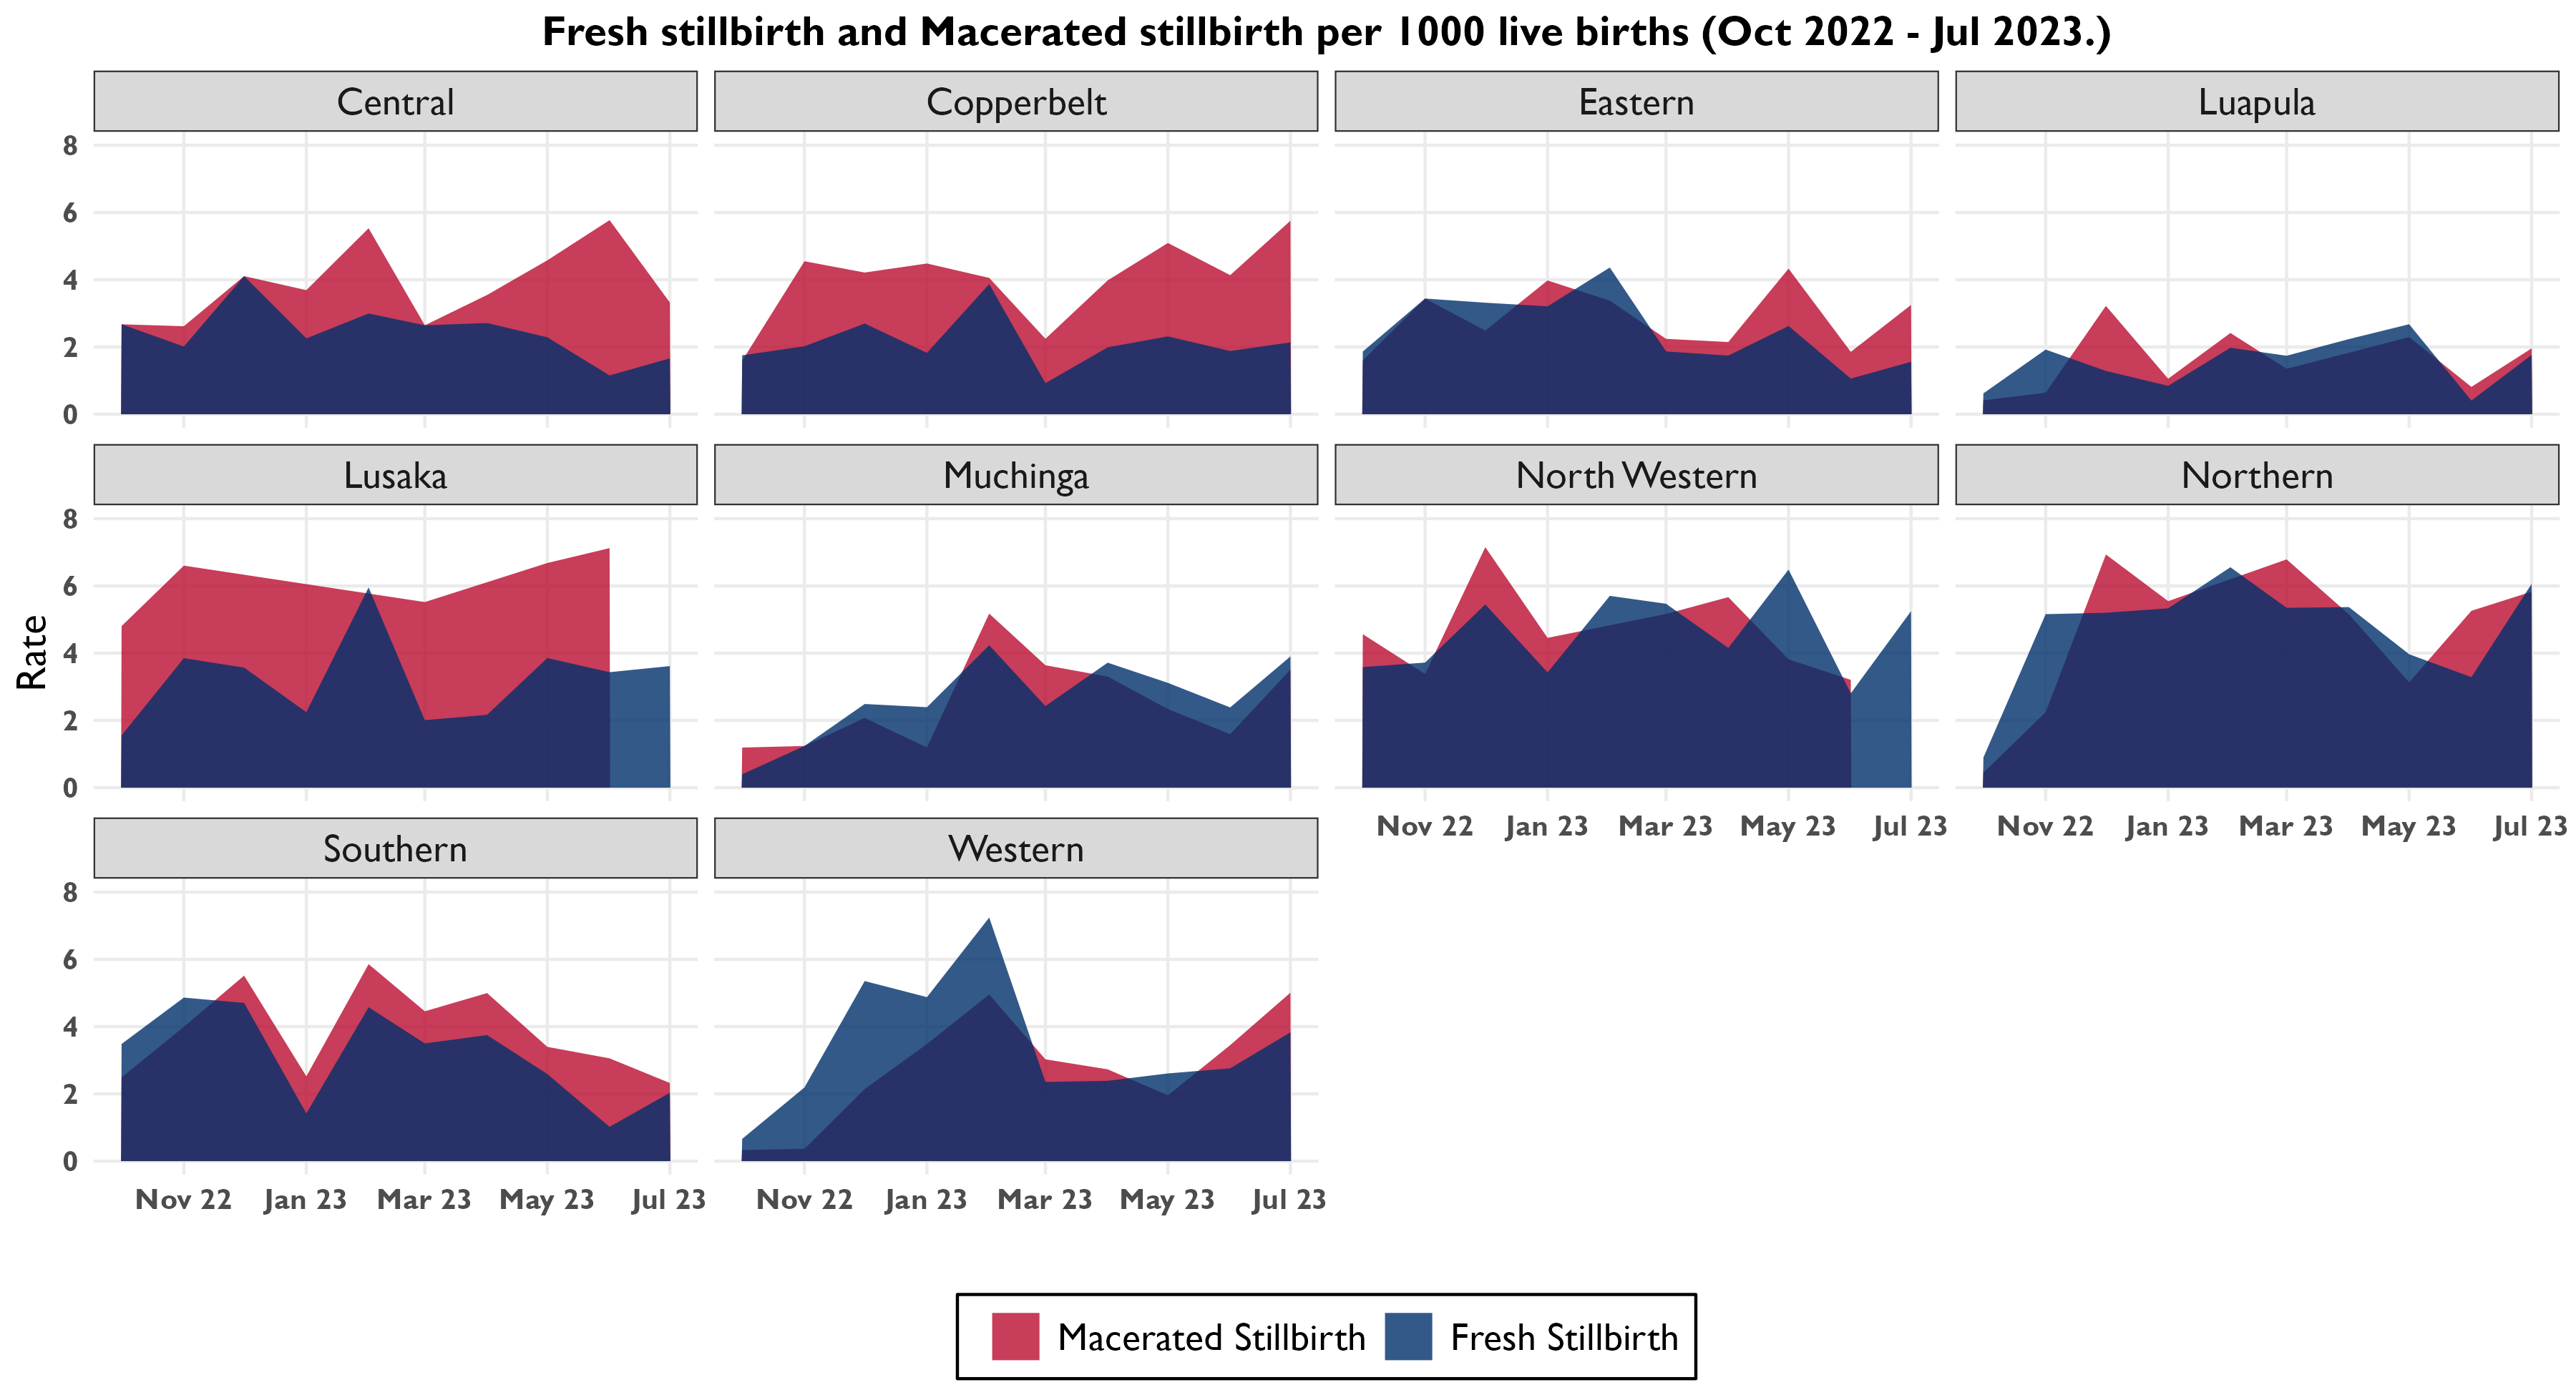 Fresh stillbirth and Macerated stillbirth per 1000 live births (Oct 2022 - Jul 2023.)
Central
Copperbelt
Eastern
Luapula
8
6
4
2
0
Lusaka
Muchinga
North Western
Northern
8
6
4
2
0
Rate
Nov 22 Jan 23 Mar 23 May 23 Jul 23
Nov 22 Jan 23 Mar 23 May 23 Jul 23
Southern
Western
8
6
4
2
0
Nov 22 Jan 23 Mar 23 May 23 Jul 23
Nov 22 Jan 23 Mar 23 May 23 Jul 23
Macerated Stillbirth Fresh Stillbirth